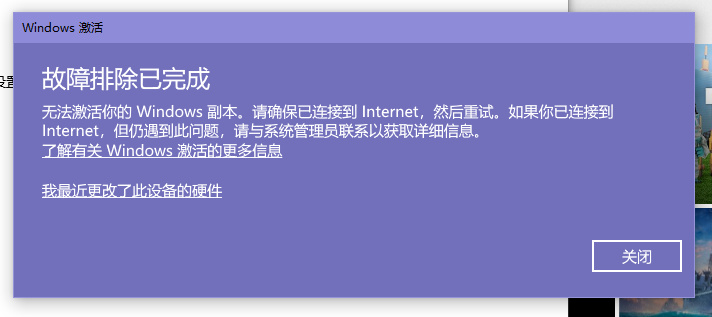 Windows 激活
故障排除已完成
无法激活你的 Windows 副本。请确保已连接到 Internet，然后重试。如果你已连接到
Internet，但仍遇到此问题，请与系统管理员联系以获取详细信息。
了解有关 Windows 激活的更多信息
我最近更改了此设备的硬件
关闭